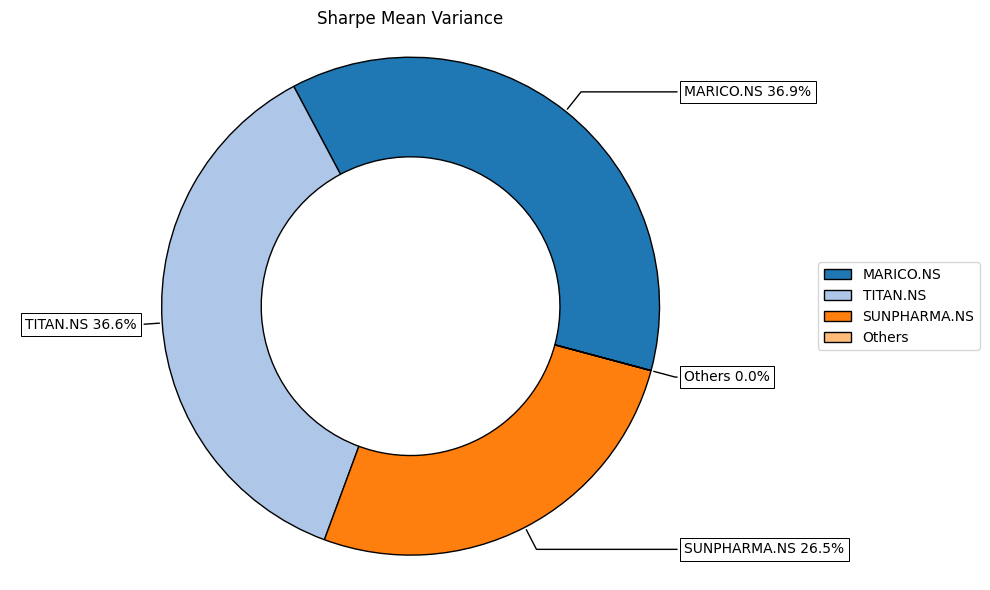 Sharpe Mean Variance
MARICO.NS 36.9%
TITAN.NS 36.6%
Others 0.0%
SUNPHARMA.NS 26.5%
MARICO.NS
TITAN.NS
SUNPHARMA.NS
Others